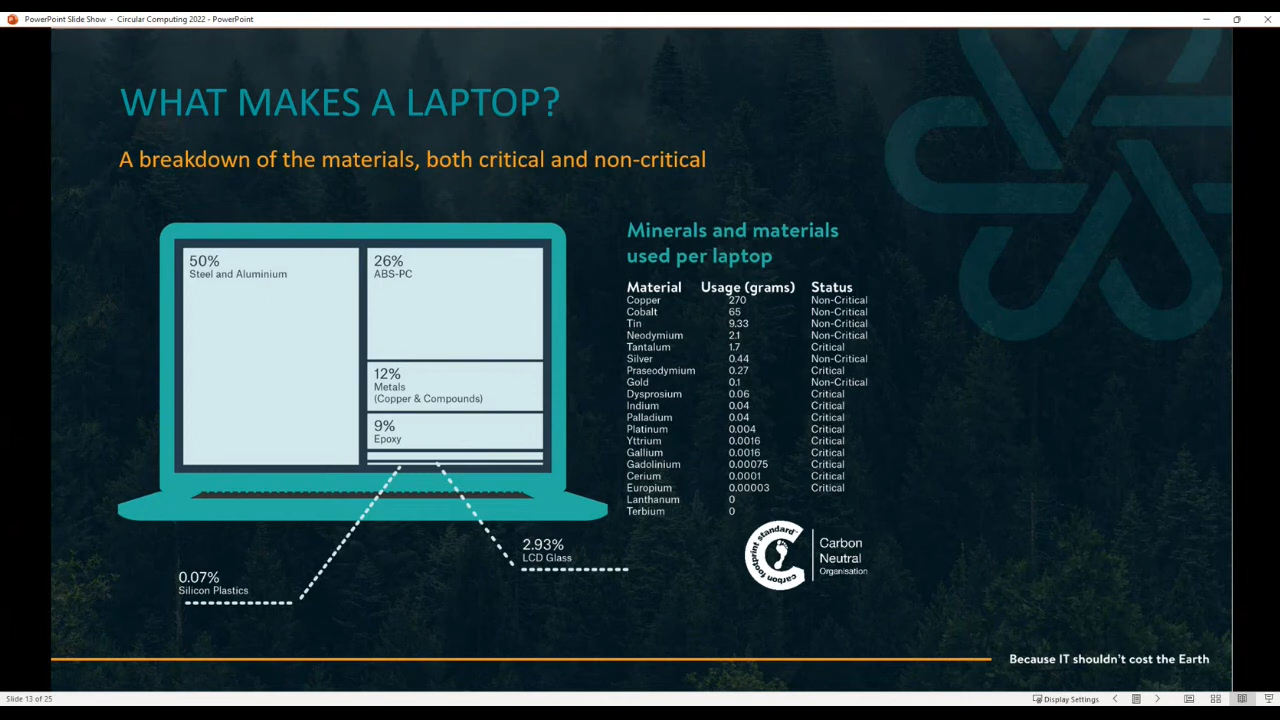 PowerPoint Slide Show - Circular Computing 2022 - PowerPoint
WHAT MAKES A LAPTOP?
A breakdown of the materials, both critical and non-critical
50%
Steel and Aluminium
26%
ABS-PC
12%
Metals
(Copper & Compounds)
9%
Epoxy
2.93%
LCD Glass
0.07%
Silicon Plastics
Minerals and materials
used per laptop
Material Usage (grams) Status
Copper 270 Non-Critical
Cobalt 65 Non-Critical
Tin 9.33 Non-Critical
Neodymium 2.1 Non-Critical
Tantalum 1.7 Critical
Silver 0.44 Non-Critical
Praseodymium 0.27 Critical
Gold 0.1 Non-Critical
Dysprosium 0.06 Critical
Indium 0.04 Critical
Palladium 0.04 Critical
Platinum 0.004 Critical
Yttrium 0.0016 Critical
Gallium 0.0016 Critical
Gadolinium 0.00075 Critical
Cerium 0.0001 Critical
Europium 0.00003 Critical
Lanthanum 0
Terbium 0
carbon footprint standard™
Carbon
Neutral
Organisation
Because IT shouldn't cost the Earth
Slide 13 of 25
Display Settings